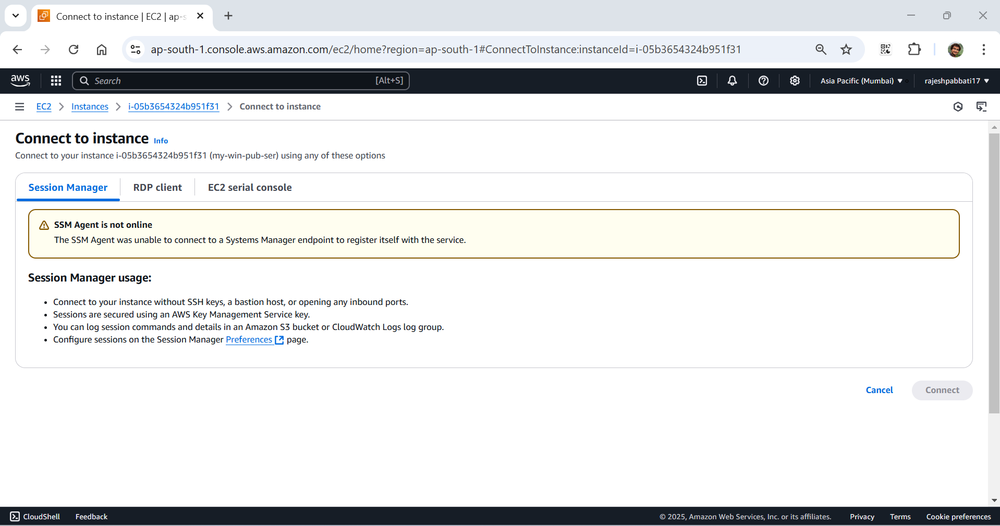 Connect to instance | EC2 | ap-s
ap-south-1.console.aws.amazon.com/ec2/home?region=ap-south-1#ConnectToInstance:instanceId=i-05b3654324b951f31
aws
Search [Alt+S]
Asia Pacific (Mumbai) rajeshpabbati17
EC2 > Instances > i-05b3654324b951f31 > Connect to instance
Connect to instance Info
Connect to your instance i-05b3654324b951f31 (my-win-pub-ser) using any of these options
Session Manager RDP client EC2 serial console
SSM Agent is not online
The SSM Agent was unable to connect to a Systems Manager endpoint to register itself with the service.
Session Manager usage:
• Connect to your instance without SSH keys, a bastion host, or opening any inbound ports.
• Sessions are secured using an AWS Key Management Service key.
• You can log session commands and details in an Amazon S3 bucket or CloudWatch Logs log group.
• Configure sessions on the Session Manager Preferences page.
Cancel Connect
CloudShell Feedback © 2025, Amazon Web Services, Inc. or its affiliates. Privacy Terms Cookie preferences